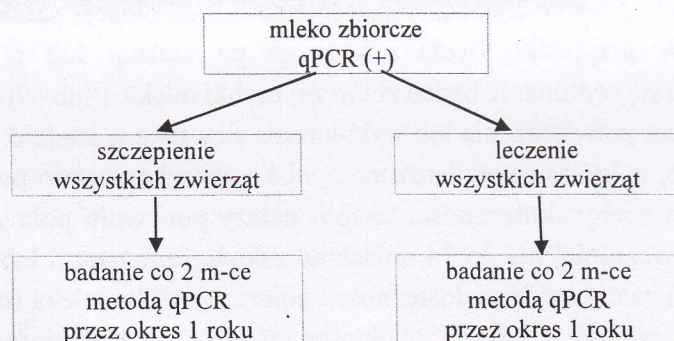 mleko zbiorcze
qPCR (+)
szczepienie
wszystkich zwierząt
leczenie
wszystkich zwierząt
badanie co 2 m-ce
metodą qPCR
przez okres 1 roku
badanie co 2 m-ce
metodą qPCR
przez okres 1 roku